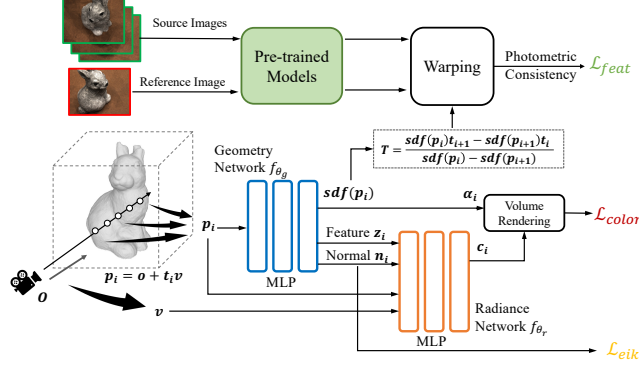 Source Images
Reference Image
Pre-trained
Models
Warping
Photometric
Consistency
ℒ_feat
T = (sdf(p_i)t_{i+1} − sdf(p_{i+1})t_i) / (sdf(p_i) − sdf(p_{i+1}))
Geometry
Network f_{θ_g}
sdf(p_i)
α_i
Volume
Rendering
ℒ_color
p_i
Feature z_i
Normal n_i
c_i
MLP
p_i = o + t_i v
O
v
Radiance
Network f_{θ_r}
MLP
ℒ_eik